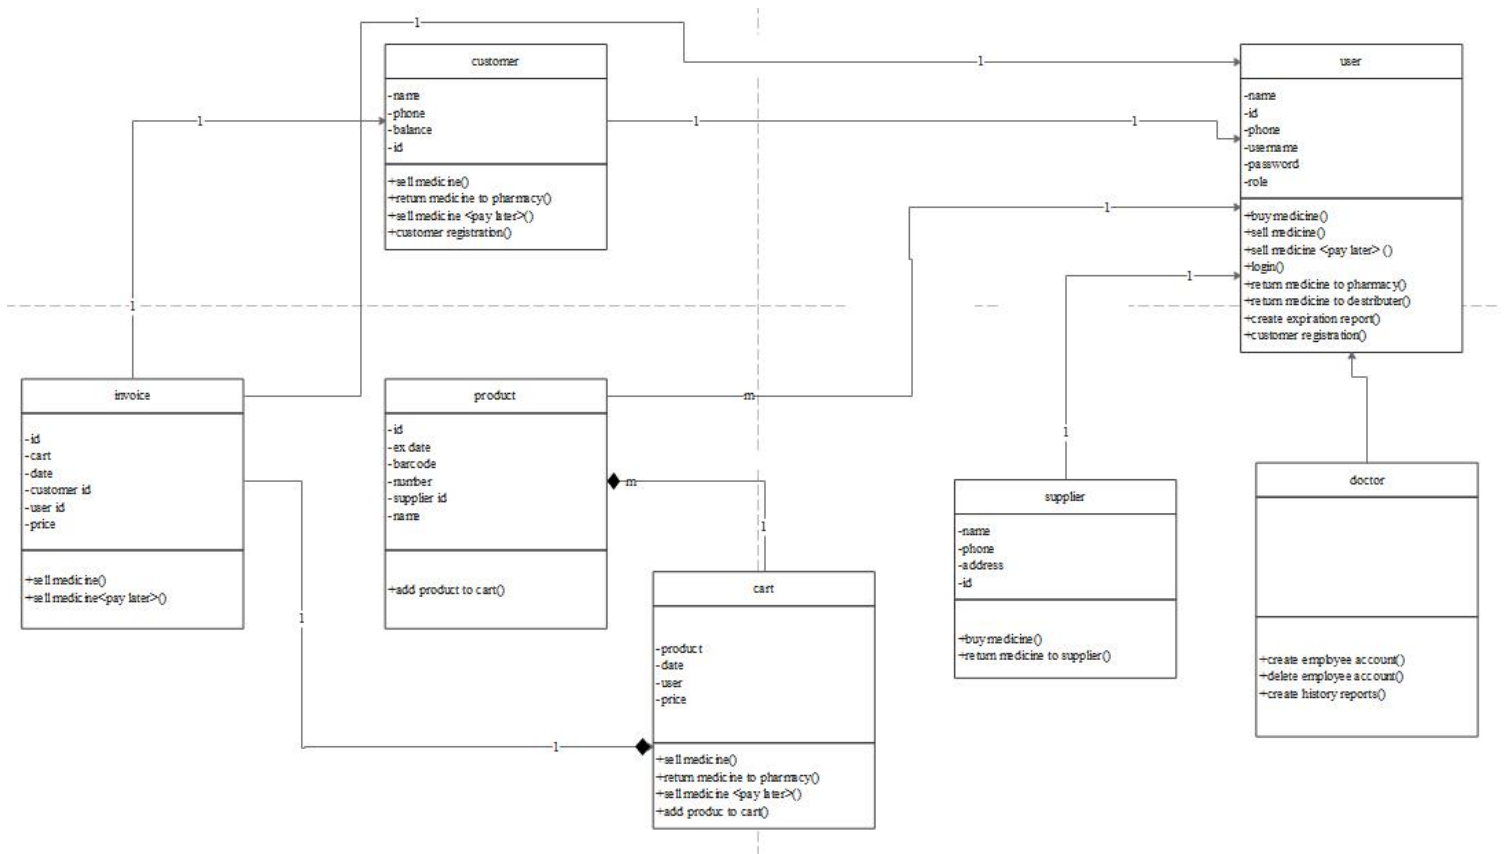 1
customer
-name
-phone
-balance
-id
+sell medicine()
+return medicine to pharmacy()
+sell medicine <pay later>()
+customer registration()
1
user
-name
-id
-phone
-username
-password
-role
+buy medicine()
+sell medicine()
+sell medicine <pay later> ()
+login()
+return medicine to pharmacy()
+return medicine to destributer()
+create expiration report()
+customer registration()
1
1
1
1
1
1
invoice
-id
-cart
-date
-customer id
-user id
-price
+sell medicine()
+sell medicine<pay later>()
product
-id
-ex date
-barcode
-number
-supplier id
-name
+add product to cart()
m
m
1
1
1
1
cart
-product
-date
-user
-price
+sell medicine()
+return medicine to pharmacy()
+sell medicine <pay later>()
+add produc to cart()
supplier
-name
-phone
-address
-id
+buy medicine()
+return medicine to supplier()
doctor
+create employee account()
+delete employee account()
+create history reports()